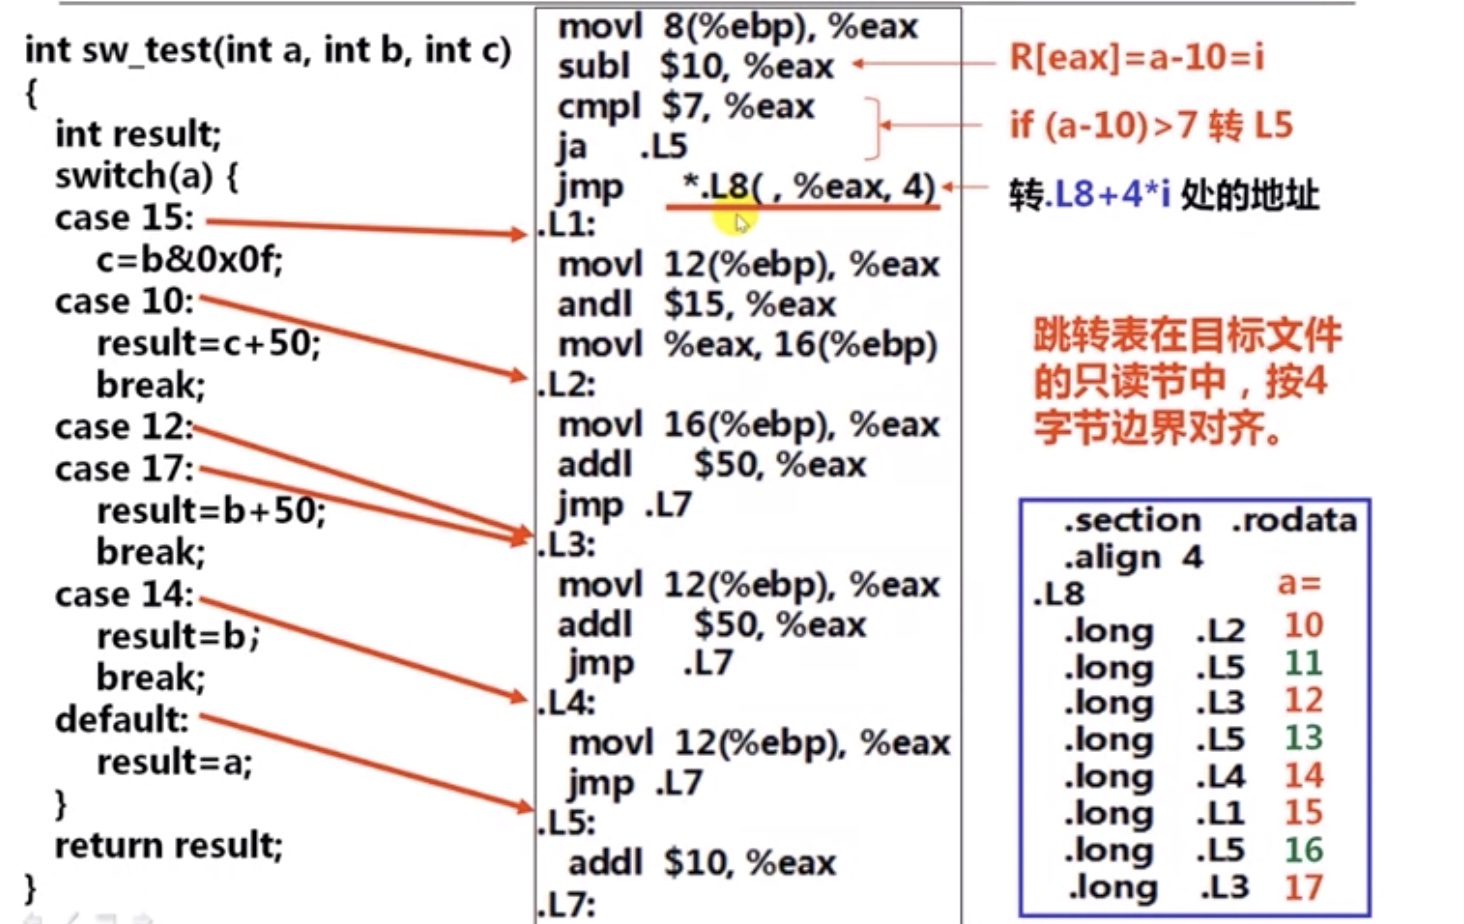 int sw_test(int a, int b, int c)
{
int result;
switch(a) {
case 15:
c=b&0x0f;
case 10:
result=c+50;
break;
case 12:
case 17:
result=b+50;
break;
case 14:
result=b;
break;
default:
result=a;
}
return result;
}
movl 8(%ebp), %eax
subl $10, %eax
cmpl $7, %eax
ja .L5
jmp *.L8( , %eax, 4)
.L1:
movl 12(%ebp), %eax
andl $15, %eax
movl %eax, 16(%ebp)
.L2:
movl 16(%ebp), %eax
addl $50, %eax
jmp .L7
.L3:
movl 12(%ebp), %eax
addl $50, %eax
jmp .L7
.L4:
movl 12(%ebp), %eax
jmp .L7
.L5:
addl $10, %eax
.L7:
R[eax]=a-10=i
if (a-10)>7 转 L5
转.L8+4*i 处的地址
跳转表在目标文件
的只读节中，按4
字节边界对齐。
.section .rodata
.align 4
.L8 a=
.long .L2 10
.long .L5 11
.long .L3 12
.long .L5 13
.long .L4 14
.long .L1 15
.long .L5 16
.long .L3 17